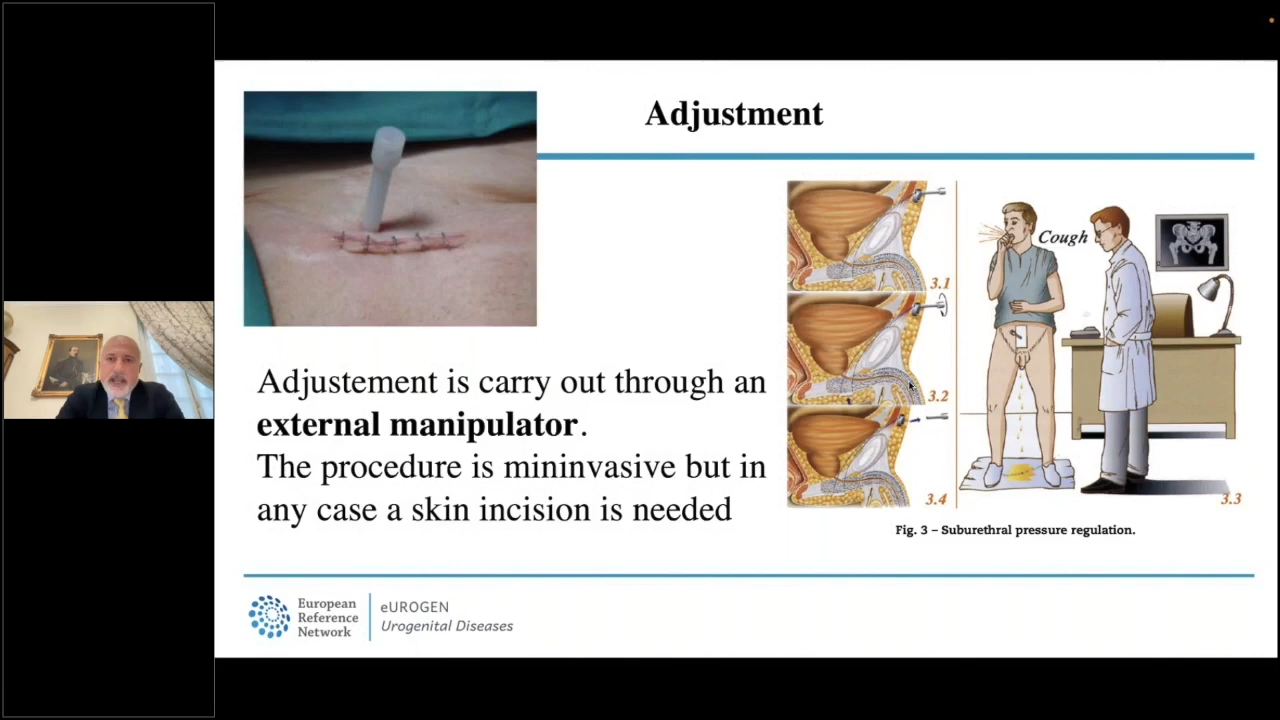 Adjustment
Adjustement is carry out through an
external manipulator.
The procedure is mininvasive but in
any case a skin incision is needed
3.1
3.2
3.4
Cough
3.3
Fig. 3 – Suburethral pressure regulation.
European
Reference
Network
eUROGEN
Urogenital Diseases